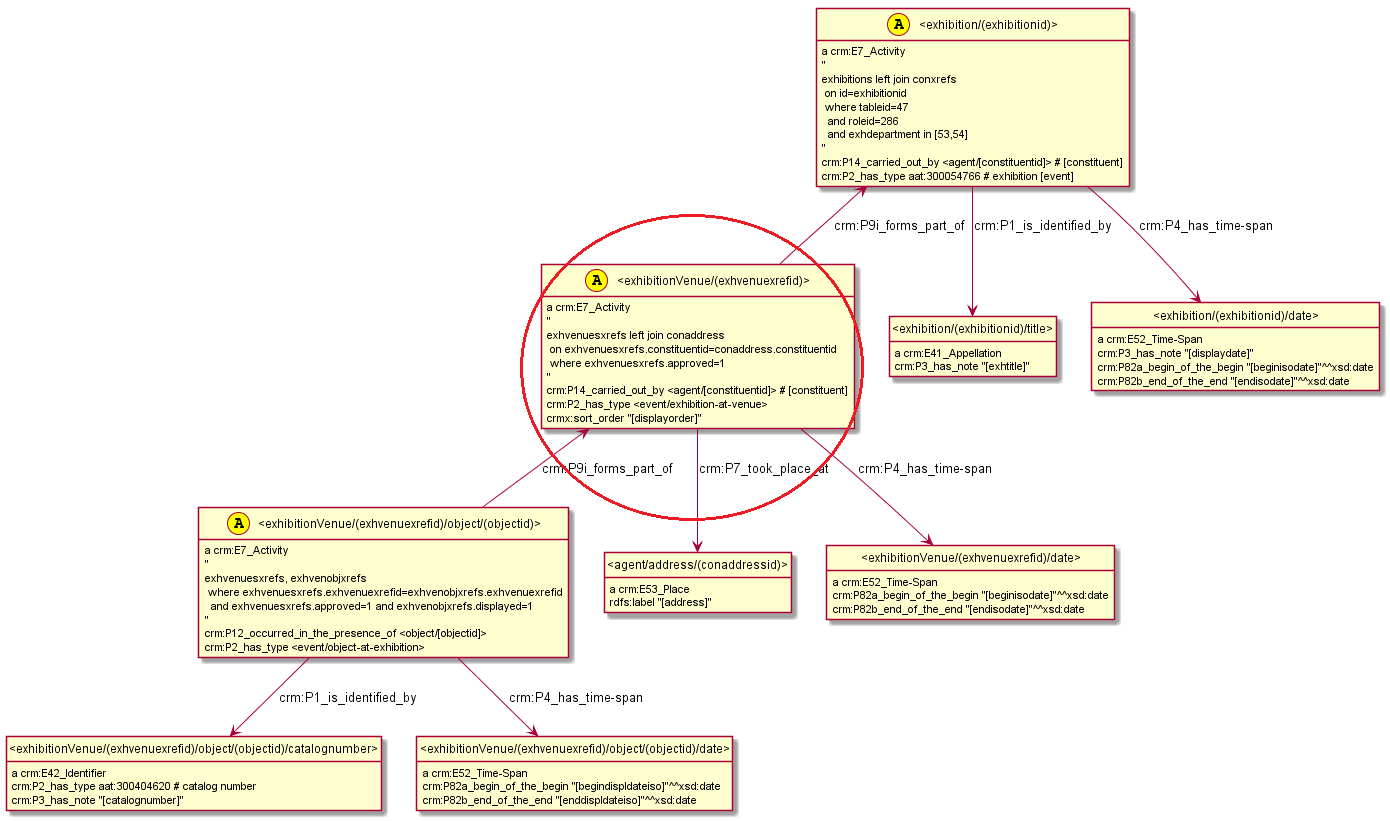 A <exhibition/(exhibitionid)>
a crm:E7_Activity
"
exhibitions left join conxrefs
on id=exhibitionid
where tableid=47
and roleid=286
and exhdepartment in [53,54]
"
crm:P14_carried_out_by <agent/[constituentid]> # [constituent]
crm:P2_has_type aat:300054766 # exhibition [event]
crm:P9i_forms_part_of
crm:P1_is_identified_by
crm:P4_has_time-span
A <exhibitionVenue/(exhvenuexrefid)>
a crm:E7_Activity
"
exhvenuesxrefs left join conaddress
on exhvenuesxrefs.constituentid=conaddress.constituentid
where exhvenuesxrefs.approved=1
"
crm:P14_carried_out_by <agent/[constituentid]> # [constituent]
crm:P2_has_type <event/exhibition-at-venue>
crmx:sort_order "[displayorder]"
<exhibition/(exhibitionid)/title>
a crm:E41_Appellation
crm:P3_has_note "[exhtitle]"
<exhibition/(exhibitionid)/date>
a crm:E52_Time-Span
crm:P3_has_note "[displaydate]"
crm:P82a_begin_of_the_begin "[beginisodate]"^^xsd:date
crm:P82b_end_of_the_end "[endisodate]"^^xsd:date
crm:P9i_forms_part_of
crm:P7_took_place_at
crm:P4_has_time-span
A <exhibitionVenue/(exhvenuexrefid)/object/(objectid)>
a crm:E7_Activity
"
exhvenuesxrefs, exhvenobjxrefs
where exhvenuesxrefs.exhvenuexrefid=exhvenobjxrefs.exhvenuexrefid
and exhvenuesxrefs.approved=1 and exhvenobjxrefs.displayed=1
"
crm:P12_occurred_in_the_presence_of <object/[objectid]>
crm:P2_has_type <event/object-at-exhibition>
<agent/address/(conaddressid)>
a crm:E53_Place
rdfs:label "[address]"
<exhibitionVenue/(exhvenuexrefid)/date>
a crm:E52_Time-Span
crm:P82a_begin_of_the_begin "[beginisodate]"^^xsd:date
crm:P82b_end_of_the_end "[endisodate]"^^xsd:date
crm:P1_is_identified_by
crm:P4_has_time-span
<exhibitionVenue/(exhvenuexrefid)/object/(objectid)/catalognumber>
a crm:E42_Identifier
crm:P2_has_type aat:300404620 # catalog number
crm:P3_has_note "[catalognumber]"
<exhibitionVenue/(exhvenuexrefid)/object/(objectid)/date>
a crm:E52_Time-Span
crm:P82a_begin_of_the_begin "[begindispldateiso]"^^xsd:date
crm:P82b_end_of_the_end "[enddispldateiso]"^^xsd:date